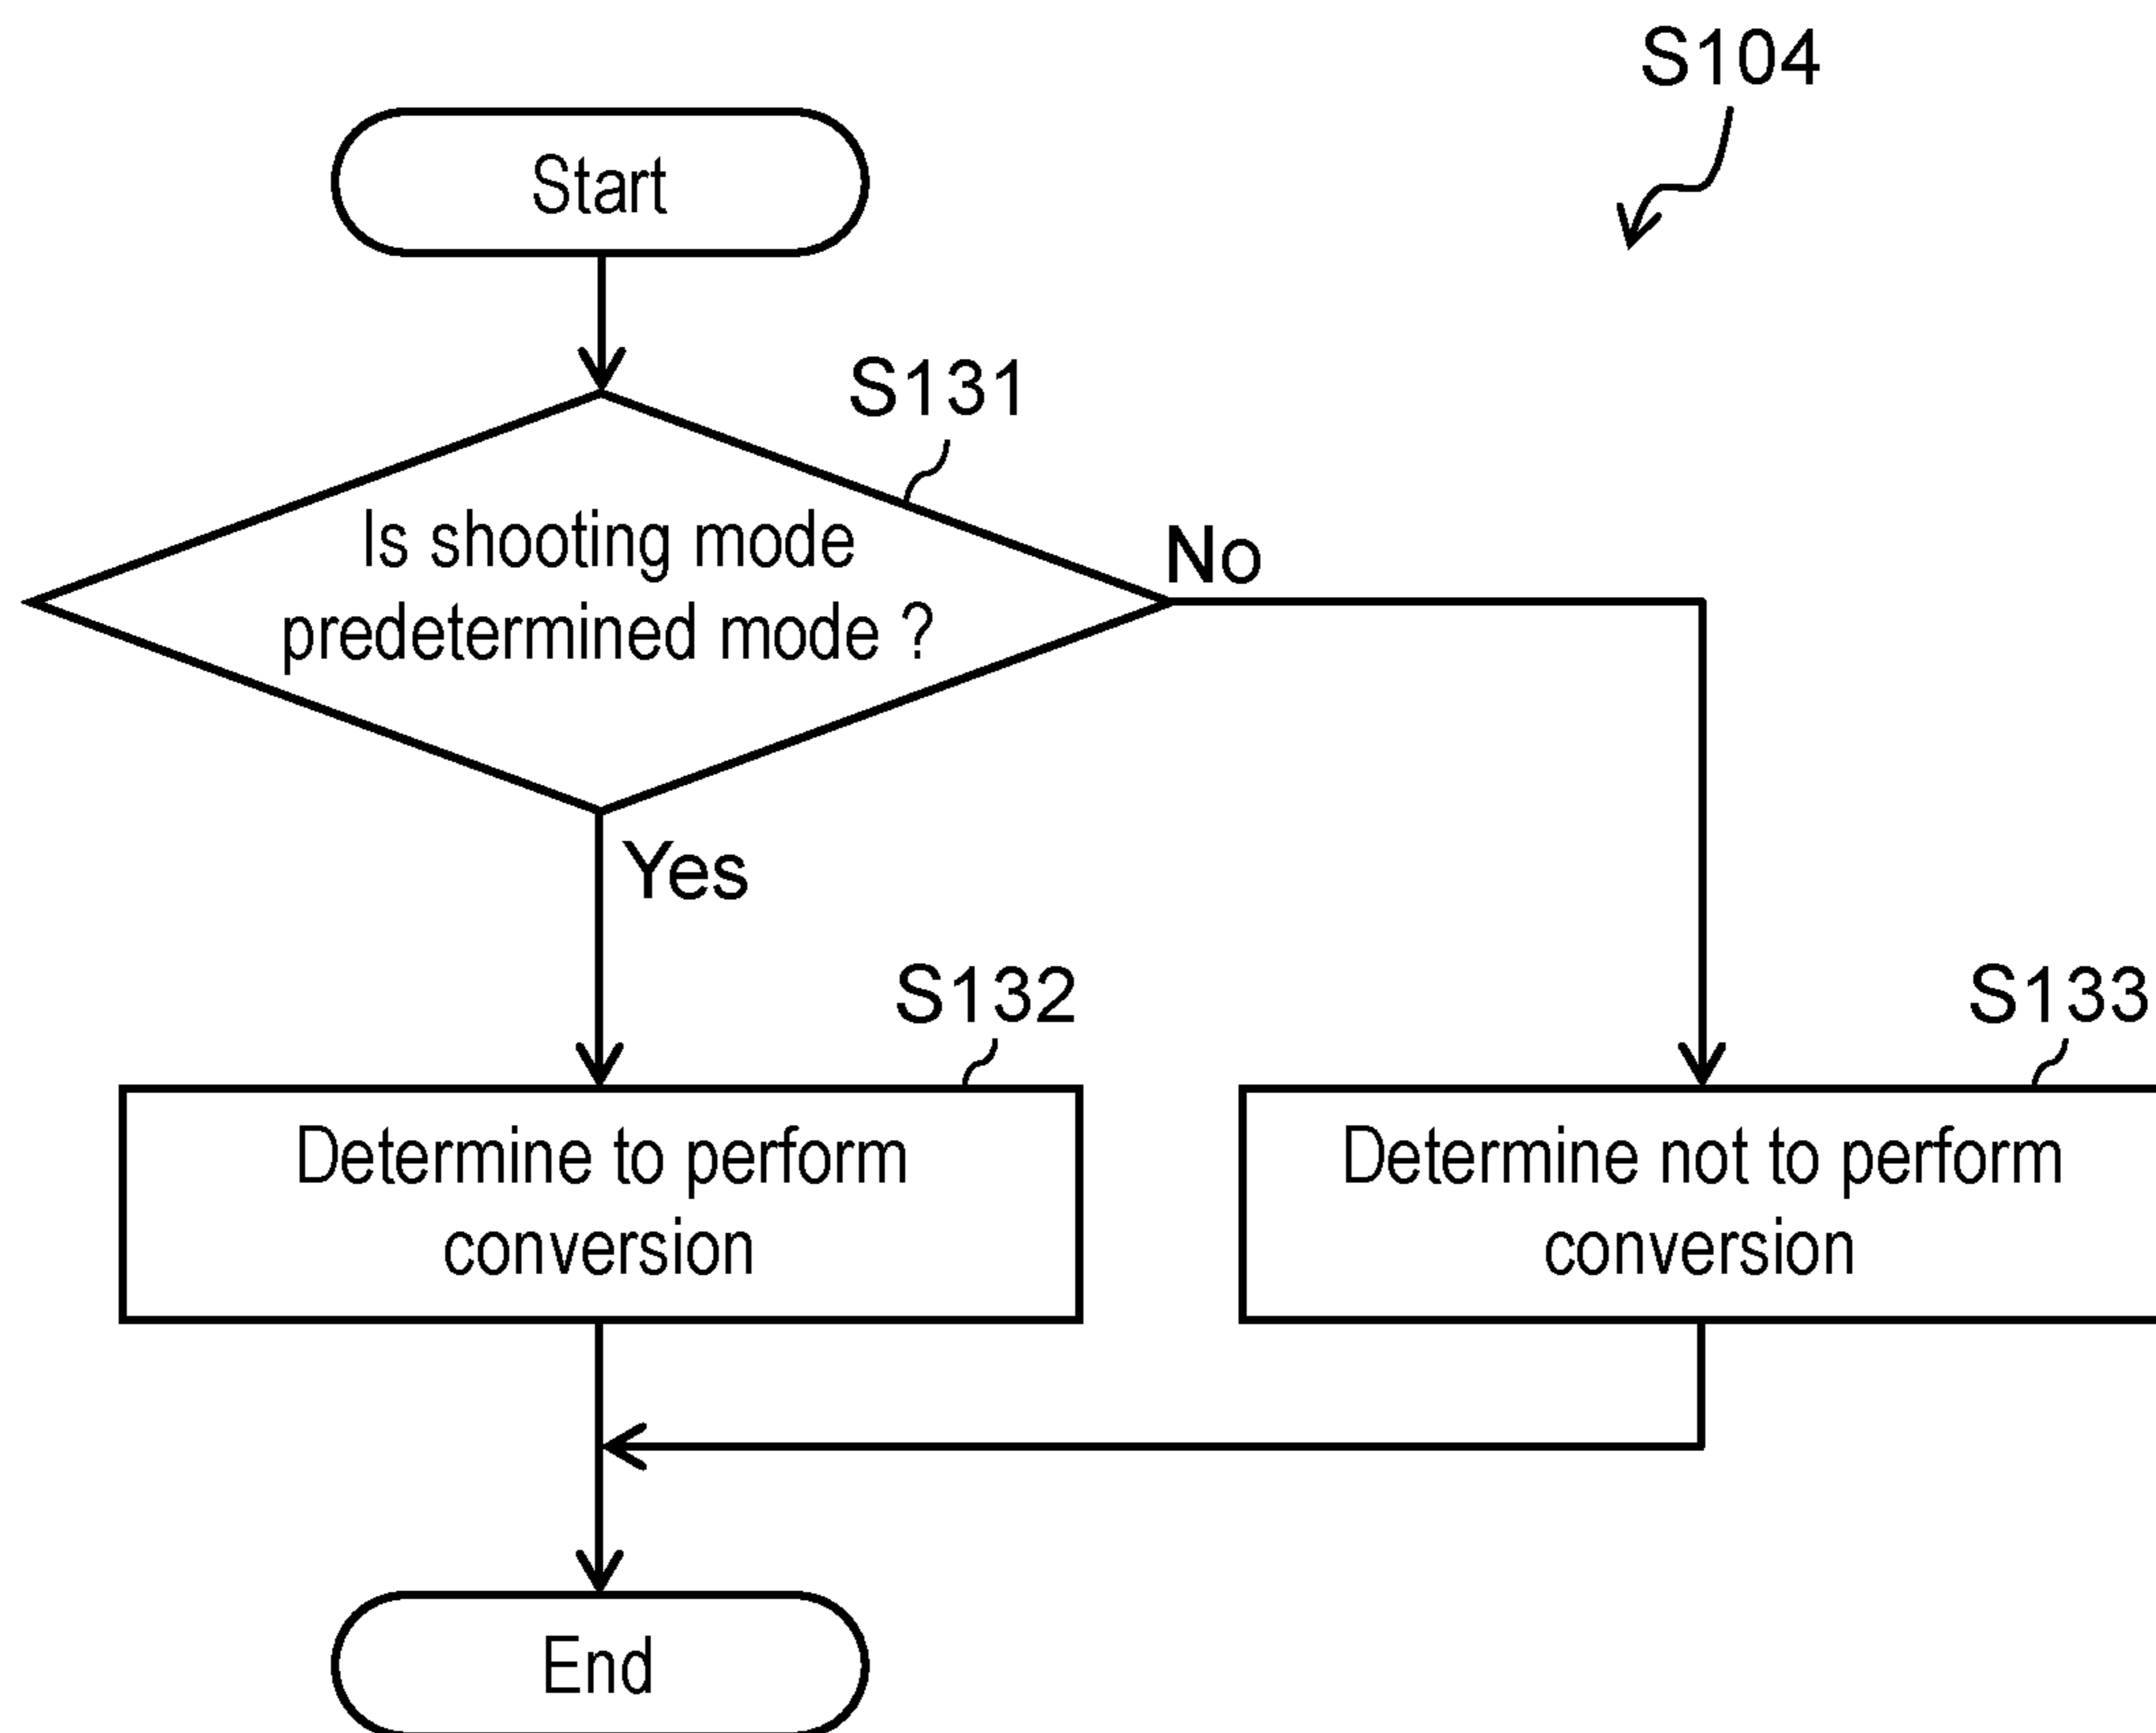 S104
Start
S131
Is shooting mode
predetermined mode ?
No
Yes
S132
Determine to perform
conversion
S133
Determine not to perform
conversion
End